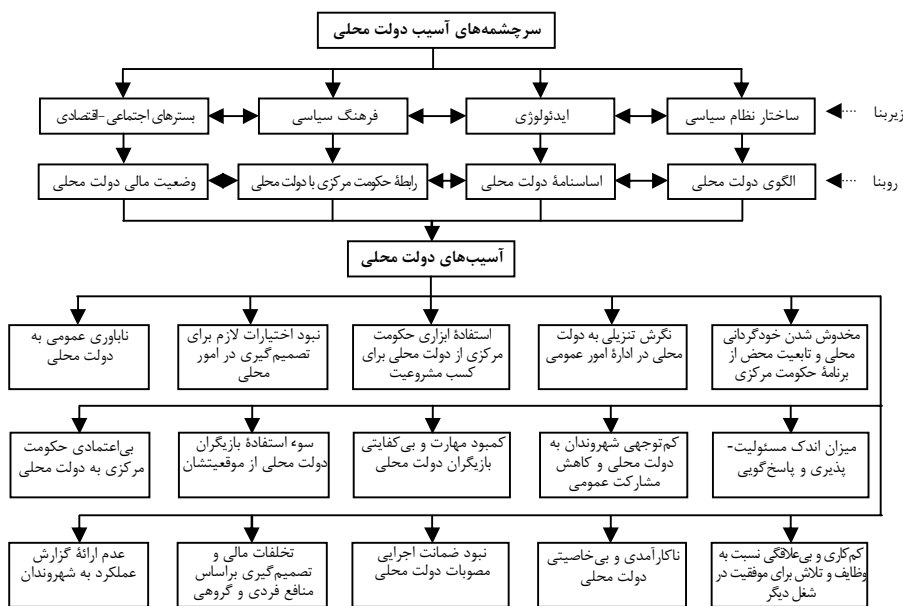 سرچشمه‌های آسیب دولت محلی
زیربنا
ساختار نظام سیاسی
ایدئولوژی
فرهنگ سیاسی
بسترهای اجتماعی-اقتصادی
روبنا
الگوی دولت محلی
اساسنامهٔ دولت محلی
رابطهٔ حکومت مرکزی با دولت محلی
وضعیت مالی دولت محلی
آسیب‌های دولت محلی
مخدوش شدن خودگردانی
محلی و تابعیت محض از
برنامهٔ حکومت مرکزی
نگرش تنزیلی به دولت
محلی در ادارهٔ امور عمومی
استفادهٔ ابزاری حکومت
مرکزی از دولت محلی برای
کسب مشروعیت
نبود اختیارات لازم برای
تصمیم‌گیری در امور
محلی
ناباوری عمومی به
دولت محلی
میزان اندک مسئولیت-
پذیری و پاسخ‌گویی
کم‌توجهی شهروندان به
دولت محلی و کاهش
مشارکت عمومی
کمبود مهارت و بی‌کفایتی
بازیگران دولت محلی
سوء استفادهٔ بازیگران
دولت محلی از موقعیتشان
بی‌اعتمادی حکومت
مرکزی به دولت محلی
کم‌کاری و بی‌علاقگی نسبت به
وظایف و تلاش برای موفقیت در
شغل دیگر
ناکارآمدی و بی‌خاصیتی
دولت محلی
نبود ضمانت اجرایی
مصوبات دولت محلی
تخلفات مالی و
تصمیم‌گیری براساس
منافع فردی و گروهی
عدم ارائهٔ گزارش
عملکرد به شهروندان